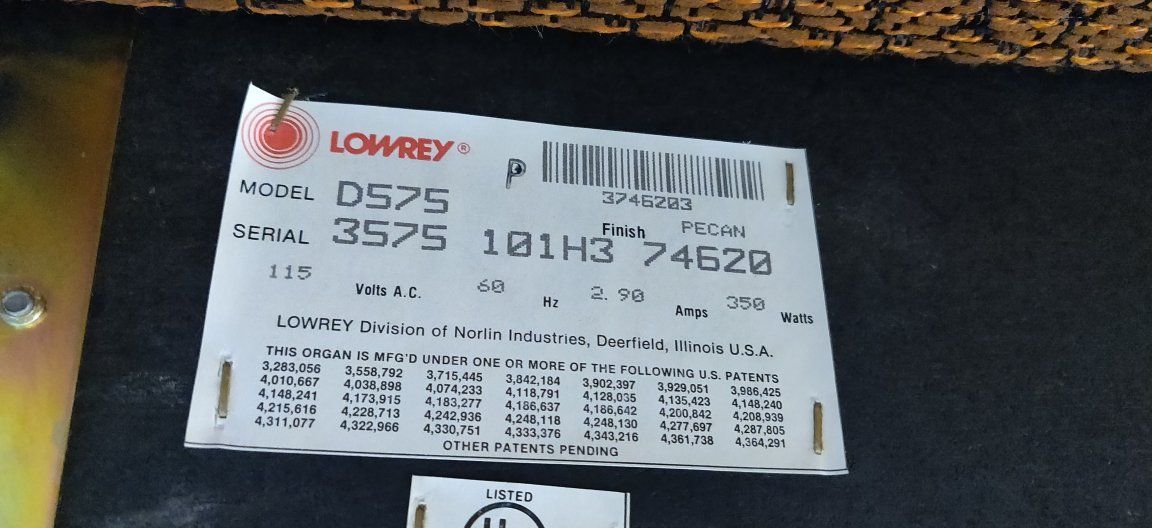 LOWREY®
P
3746203
MODEL D575
Finish PECAN
SERIAL 3575 101H3 74620
115 Volts A.C. 60 Hz 2.90 Amps 350 Watts
LOWREY Division of Norlin Industries, Deerfield, Illinois U.S.A.
THIS ORGAN IS MFG'D UNDER ONE OR MORE OF THE FOLLOWING U.S. PATENTS
3,283,056 3,558,792 3,715,445 3,842,184 3,902,397 3,929,051 3,986,425
4,010,667 4,038,898 4,074,233 4,118,791 4,128,035 4,135,423 4,148,240
4,148,241 4,173,915 4,183,277 4,186,637 4,186,642 4,200,842 4,208,939
4,215,616 4,228,713 4,242,936 4,248,118 4,248,130 4,277,697 4,287,805
4,311,077 4,322,966 4,330,751 4,333,376 4,343,216 4,361,738 4,364,291
OTHER PATENTS PENDING
LISTED